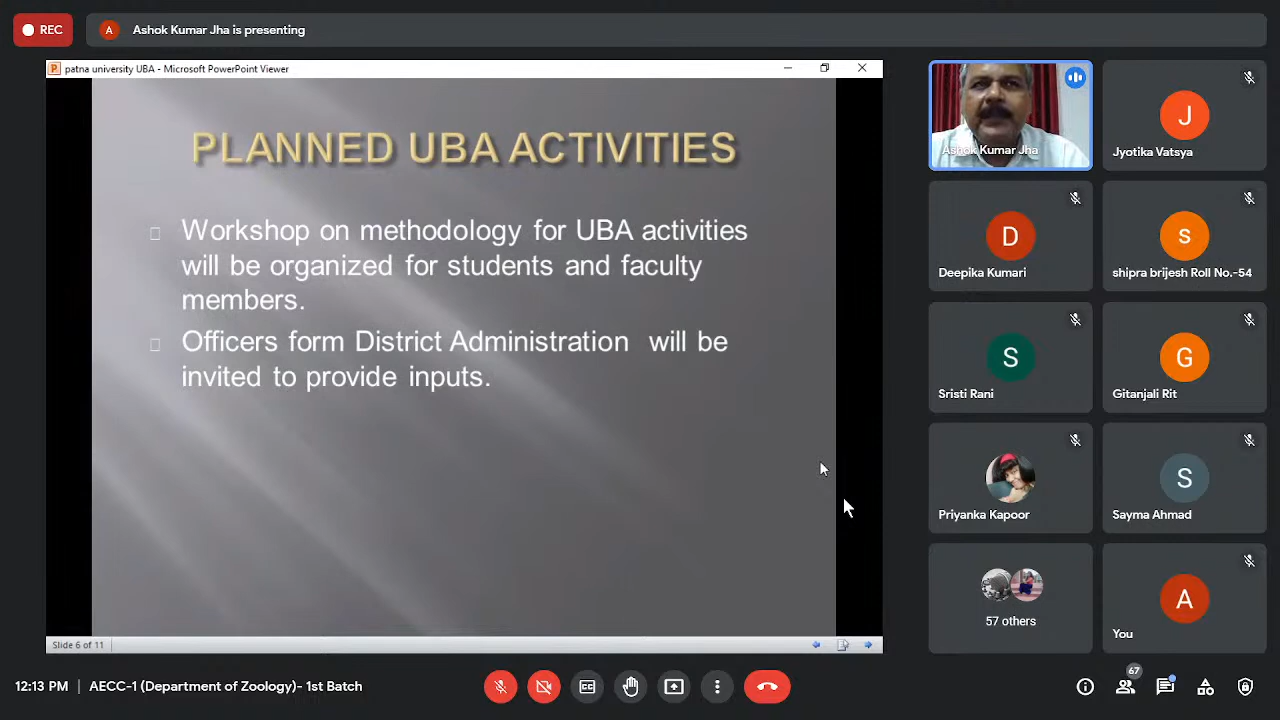 REC
A
Ashok Kumar Jha is presenting
P
patna university UBA - Microsoft PowerPoint Viewer
PLANNED UBA ACTIVITIES
Workshop on methodology for UBA activities
will be organized for students and faculty
members.
Officers form District Administration will be
invited to provide inputs.
Slide 6 of 11
Ashok Kumar Jha
J
Jyotika Vatsya
D
Deepika Kumari
s
shipra brijesh Roll No.-54
S
Sristi Rani
G
Gitanjali Rit
Priyanka Kapoor
S
Sayma Ahmad
57 others
A
You
12:13 PM
AECC-1 (Department of Zoology)- 1st Batch
67